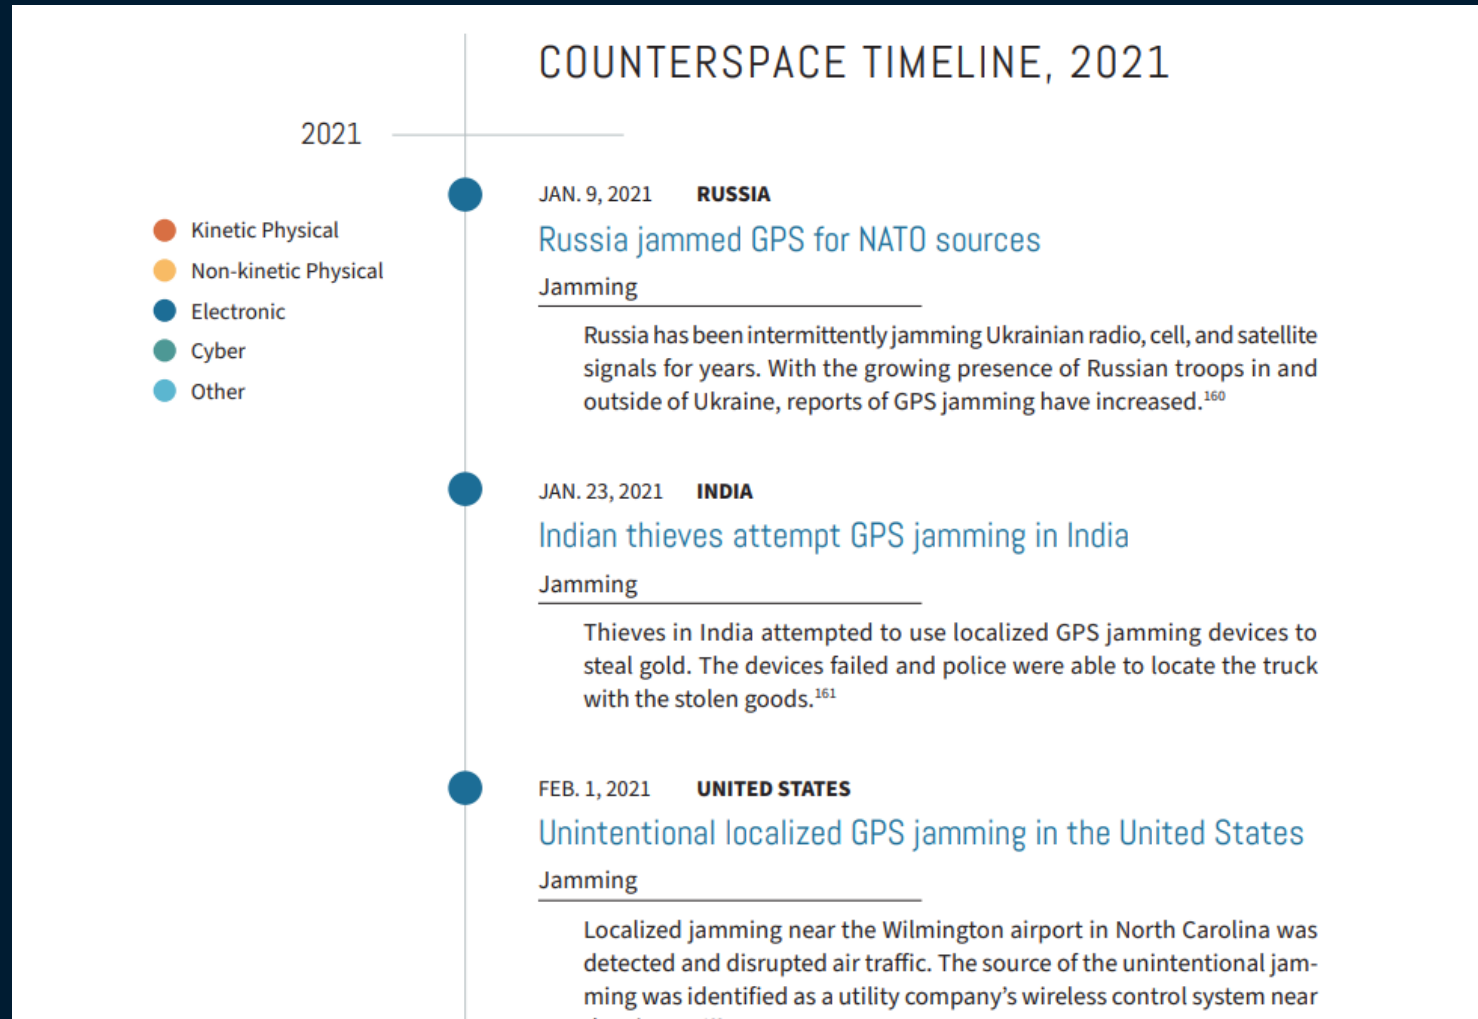 COUNTERSPACE TIMELINE, 2021
2021
Kinetic Physical
Non-kinetic Physical
Electronic
Cyber
Other
JAN. 9, 2021 RUSSIA
Russia jammed GPS for NATO sources
Jamming
Russia has been intermittently jamming Ukrainian radio, cell, and satellite
signals for years. With the growing presence of Russian troops in and
outside of Ukraine, reports of GPS jamming have increased.160
JAN. 23, 2021 INDIA
Indian thieves attempt GPS jamming in India
Jamming
Thieves in India attempted to use localized GPS jamming devices to
steal gold. The devices failed and police were able to locate the truck
with the stolen goods.161
FEB. 1, 2021 UNITED STATES
Unintentional localized GPS jamming in the United States
Jamming
Localized jamming near the Wilmington airport in North Carolina was
detected and disrupted air traffic. The source of the unintentional jam-
ming was identified as a utility company’s wireless control system near